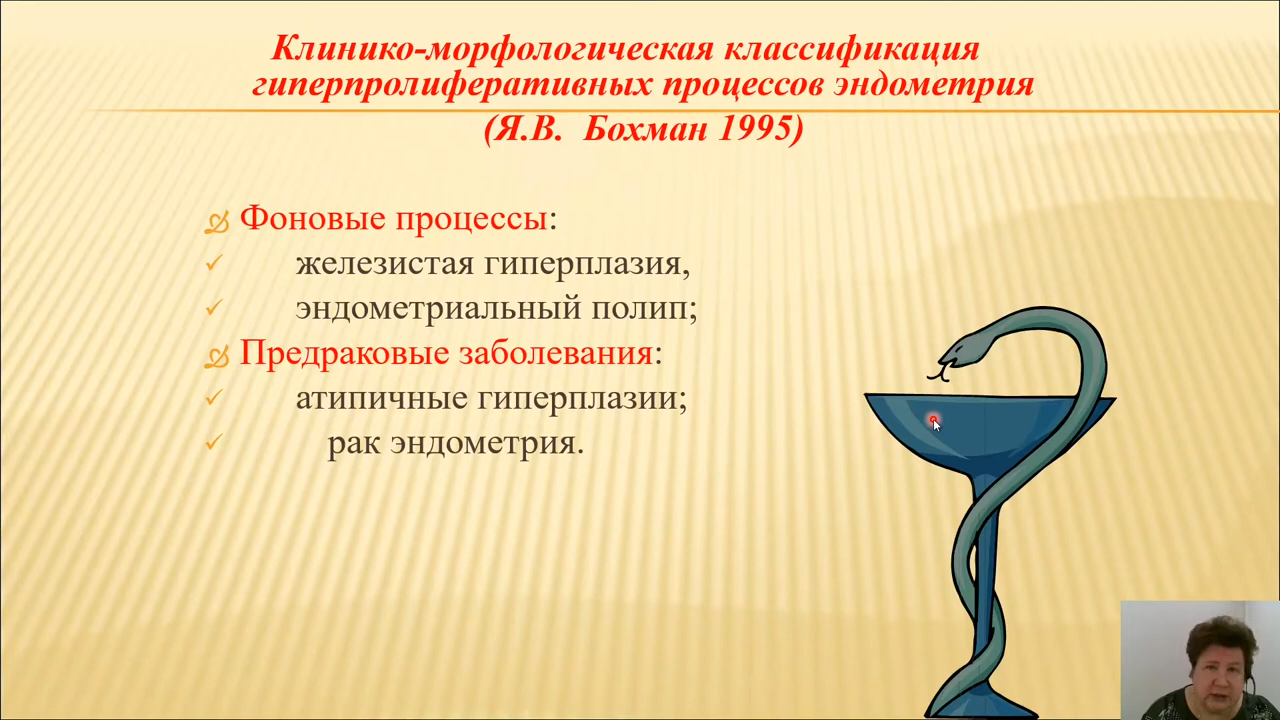 Клинико-морфологическая классификация
гиперпролиферативных процессов эндометрия
(Я.В. Бохман 1995)
Фоновые процессы:
железистая гиперплазия,
эндометриальный полип;
Предраковые заболевания:
атипичные гиперплазии;
рак эндометрия.